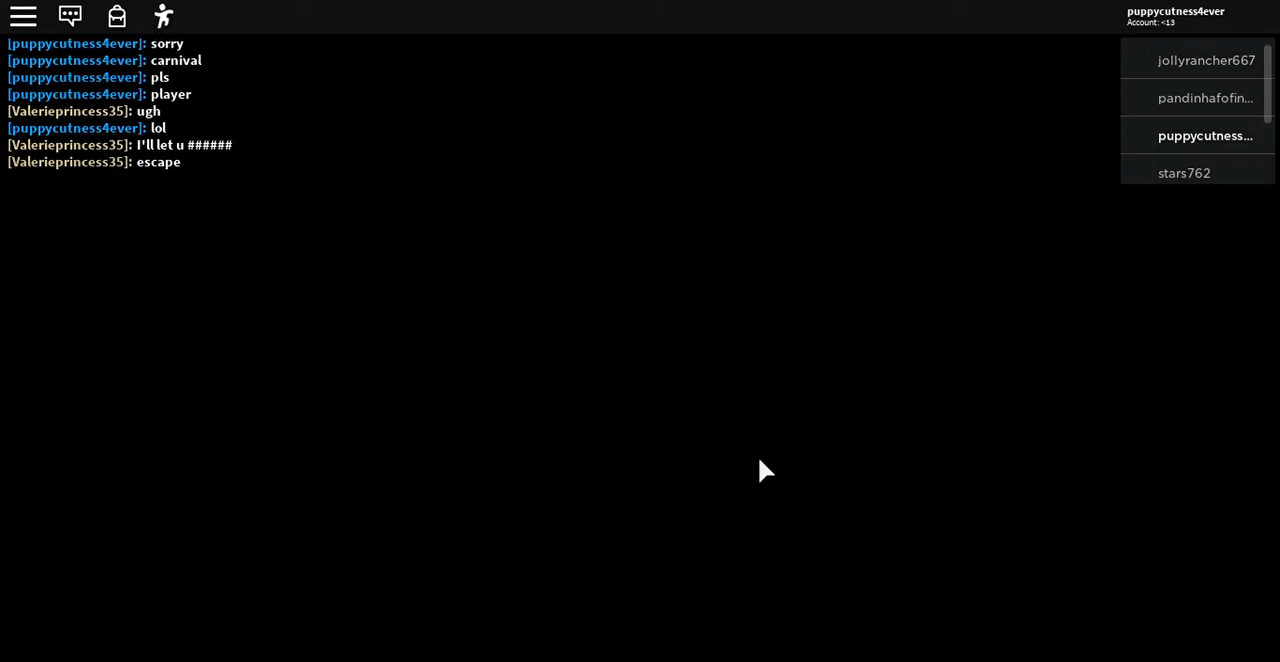 puppycutness4ever
Account: <13
[puppycutness4ever]: sorry
[puppycutness4ever]: carnival
[puppycutness4ever]: pls
[puppycutness4ever]: player
[Valerieprincess35]: ugh
[puppycutness4ever]: lol
[Valerieprincess35]: I'll let u ######
[Valerieprincess35]: escape
jollyrancher667
pandinhafofin...
puppycutness...
stars762